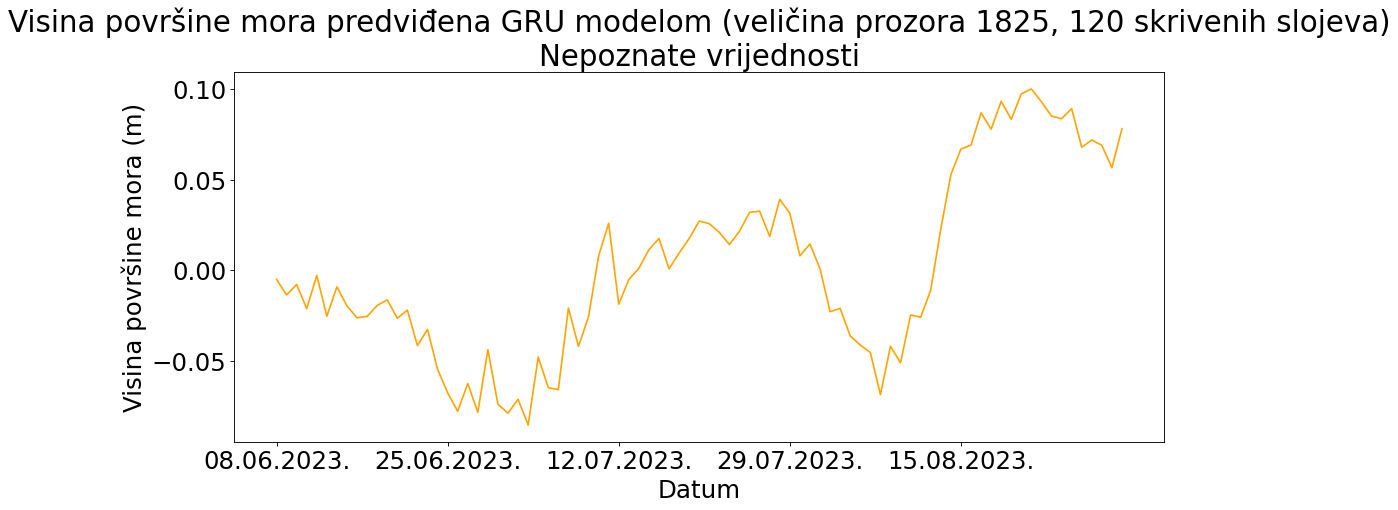 Visina površine mora predviđena GRU modelom (veličina prozora 1825, 120 skrivenih slojeva)
Nepoznate vrijednosti
Visina površine mora (m)
0.10
0.05
0.00
−0.05
08.06.2023.
25.06.2023.
12.07.2023.
29.07.2023.
15.08.2023.
Datum